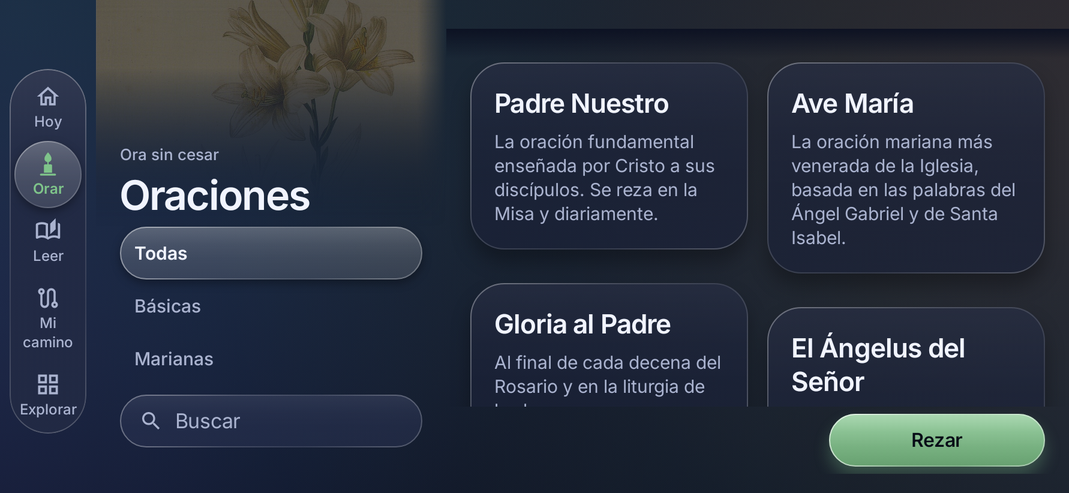 Hoy
Orar
Leer
Mi
camino
Explorar
Ora sin cesar
Oraciones
Todas
Básicas
Marianas
Buscar
Padre Nuestro
La oración fundamental
enseñada por Cristo a sus
discípulos. Se reza en la
Misa y diariamente.
Ave María
La oración mariana más
venerada de la Iglesia,
basada en las palabras del
Ángel Gabriel y de Santa
Isabel.
Gloria al Padre
Al final de cada decena del
Rosario y en la liturgia de
El Ángelus del
Señor
Rezar